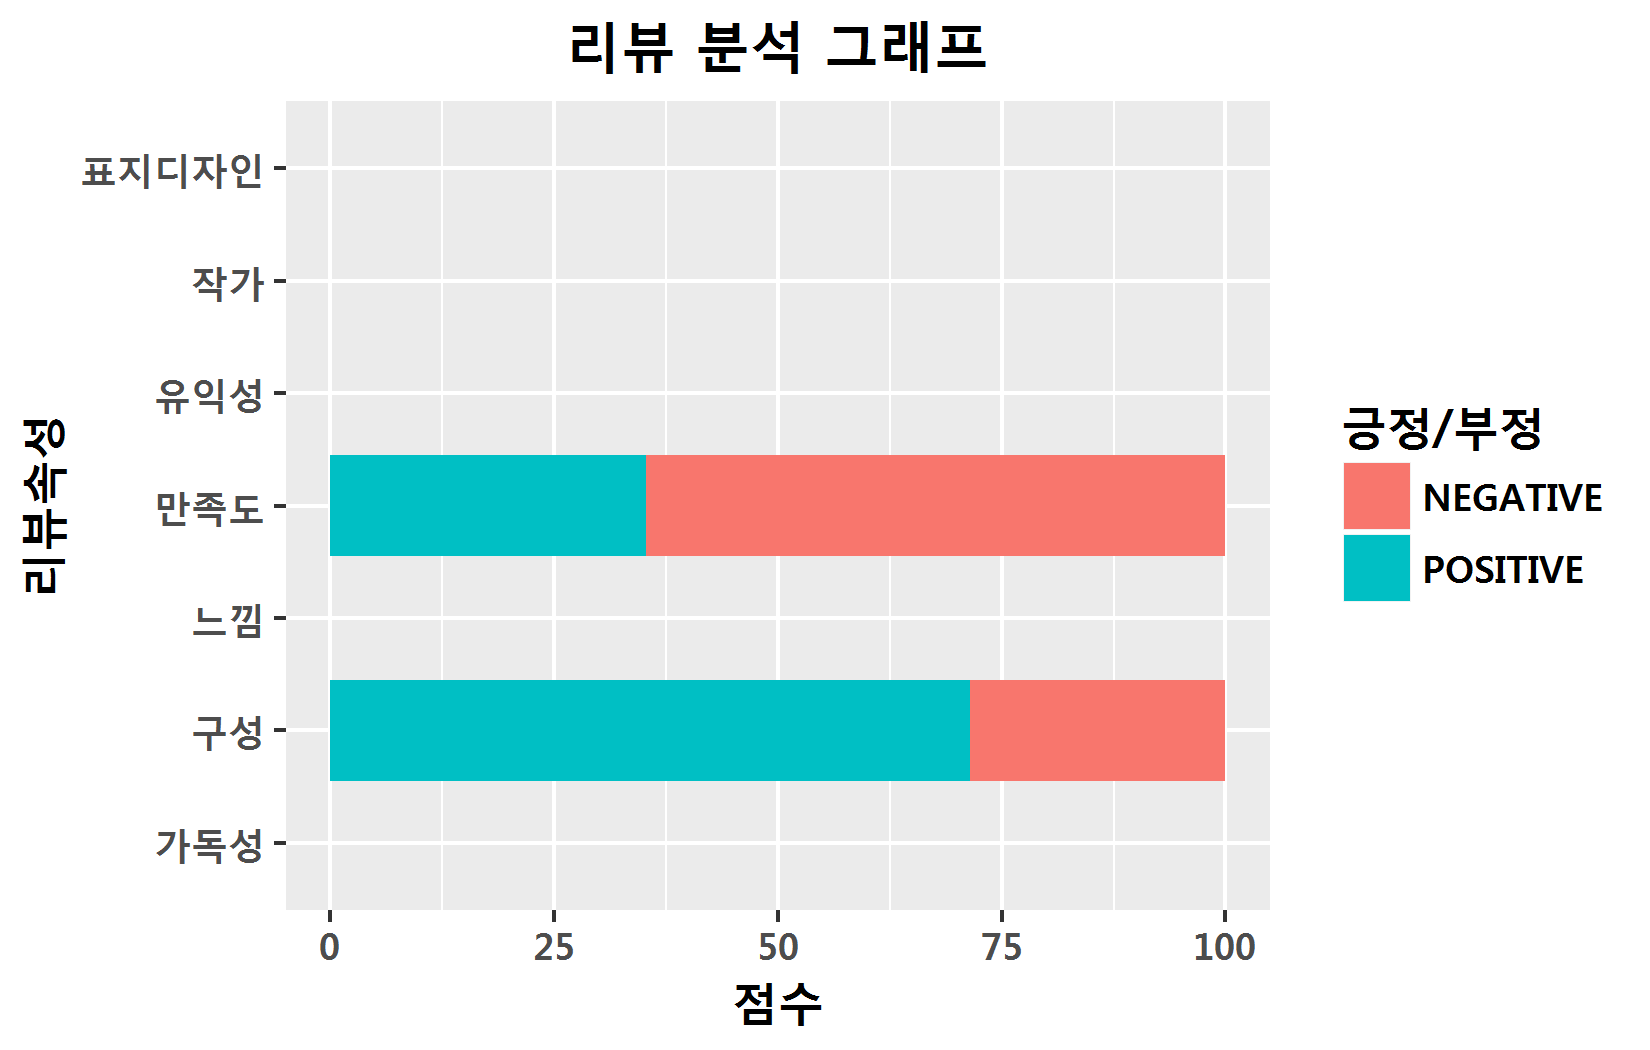 리뷰 분석 그래프
리뷰속성
표지디자인
작가
유익성
만족도
느낌
구성
가독성
0 25 50 75 100
점수
긍정/부정
NEGATIVE
POSITIVE